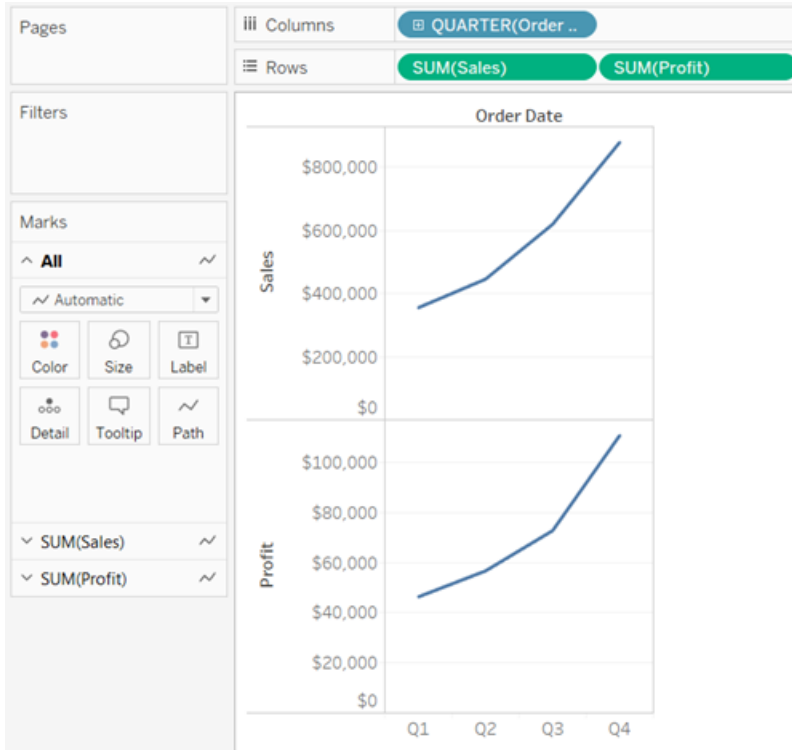 Pages
Columns
QUARTER(Order ..
Rows
SUM(Sales)
SUM(Profit)
Filters
Marks
All
Automatic
Color
Size
Label
Detail
Tooltip
Path
SUM(Sales)
SUM(Profit)
Order Date
Sales
$800,000
$600,000
$400,000
$200,000
$0
Profit
$100,000
$80,000
$60,000
$40,000
$20,000
$0
Q1 Q2 Q3 Q4